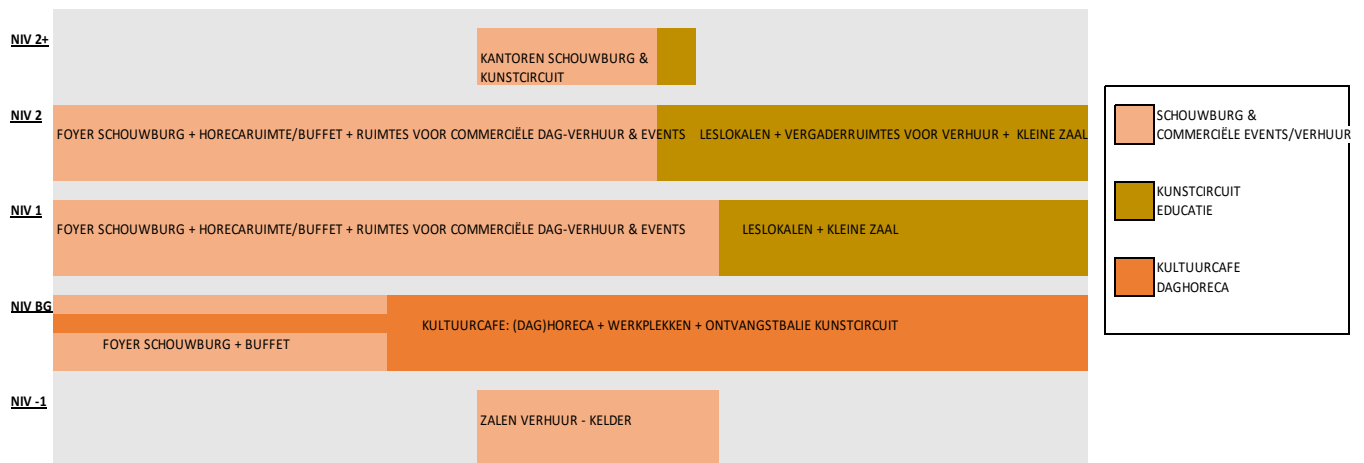 NIV 2+
KANTOREN SCHOUWBURG &
KUNSTCIRCUIT
NIV 2
FOYER SCHOUWBURG + HORECARUIMTE/BUFFET + RUIMTES VOOR COMMERCIËLE DAG-VERHUUR & EVENTS
LESLOKALEN + VERGADERRUIMTES VOOR VERHUUR + KLEINE ZAAL
NIV 1
FOYER SCHOUWBURG + HORECARUIMTE/BUFFET + RUIMTES VOOR COMMERCIËLE DAG-VERHUUR & EVENTS
LESLOKALEN + KLEINE ZAAL
NIV BG
KULTUURCAFE: (DAG)HORECA + WERKPLEKKEN + ONTVANGSTBALIE KUNSTCIRCUIT
FOYER SCHOUWBURG + BUFFET
NIV -1
ZALEN VERHUUR - KELDER
SCHOUWBURG &
COMMERCIËLE EVENTS/VERHUUR
KUNSTCIRCUIT
EDUCATIE
KULTUURCAFE
DAGHORECA